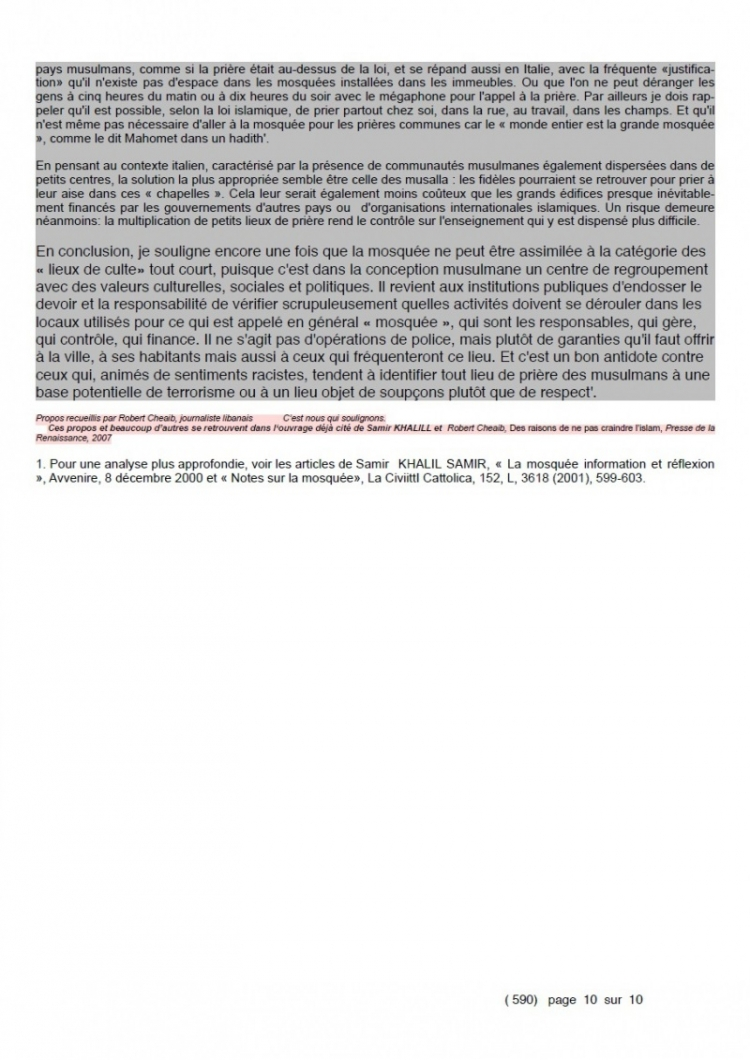 pays musulmans, comme si la prière était au-dessus de la loi, et se répand aussi en Italie, avec la fréquente «justifica-
tion» qu'il n'existe pas d'espace dans les mosquées installées dans les immeubles. Ou que l'on ne peut déranger les
gens à cinq heures du matin ou à dix heures du soir avec le mégaphone pour l'appel à la prière. Par ailleurs je dois rap-
peler qu'il est possible, selon la loi islamique, de prier partout chez soi, dans la rue, au travail, dans les champs. Et qu'il
n'est même pas nécessaire d'aller à la mosquée pour les prières communes car le « monde entier est la grande mosquée
», comme le dit Mahomet dans un hadith'.
En pensant au contexte italien, caractérisé par la présence de communautés musulmanes également dispersées dans de
petits centres, la solution la plus appropriée semble être celle des musalla : les fidèles pourraient se retrouver pour prier à
leur aise dans ces « chapelles ». Cela leur serait également moins coûteux que les grands édifices presque inévitable-
ment financés par les gouvernements d'autres pays ou d'organisations internationales islamiques. Un risque demeure
néanmoins: la multiplication de petits lieux de prière rend le contrôle sur l'enseignement qui y est dispensé plus difficile.
En conclusion, je souligne encore une fois que la mosquée ne peut être assimilée à la catégorie des
« lieux de culte» tout court, puisque c'est dans la conception musulmane un centre de regroupement
avec des valeurs culturelles, sociales et politiques. Il revient aux institutions publiques d'endosser le
devoir et la responsabilité de vérifier scrupuleusement quelles activités doivent se dérouler dans les
locaux utilisés pour ce qui est appelé en général « mosquée », qui sont les responsables, qui gère,
qui contrôle, qui finance. Il ne s'agit pas d'opérations de police, mais plutôt de garanties qu'il faut offrir
à la ville, à ses habitants mais aussi à ceux qui fréquenteront ce lieu. Et c'est un bon antidote contre
ceux qui, animés de sentiments racistes, tendent à identifier tout lieu de prière des musulmans à une
base potentielle de terrorisme ou à un lieu objet de soupçons plutôt que de respect'.
Propos recueillis par Robert Cheaib, journaliste libanais C'est nous qui soulignons.
Ces propos et beaucoup d'autres se retrouvent dans l'ouvrage déjà cité de Samir KHALILL et Robert Cheaib, Des raisons de ne pas craindre l'islam, Presse de la
Renaissance, 2007
1. Pour une analyse plus approfondie, voir les articles de Samir KHALIL SAMIR, « La mosquée information et réflexion
», Avvenire, 8 décembre 2000 et « Notes sur la mosquée», La Civiittl Cattolica, 152, L, 3618 (2001), 599-603.
( 590) page 10 sur 10